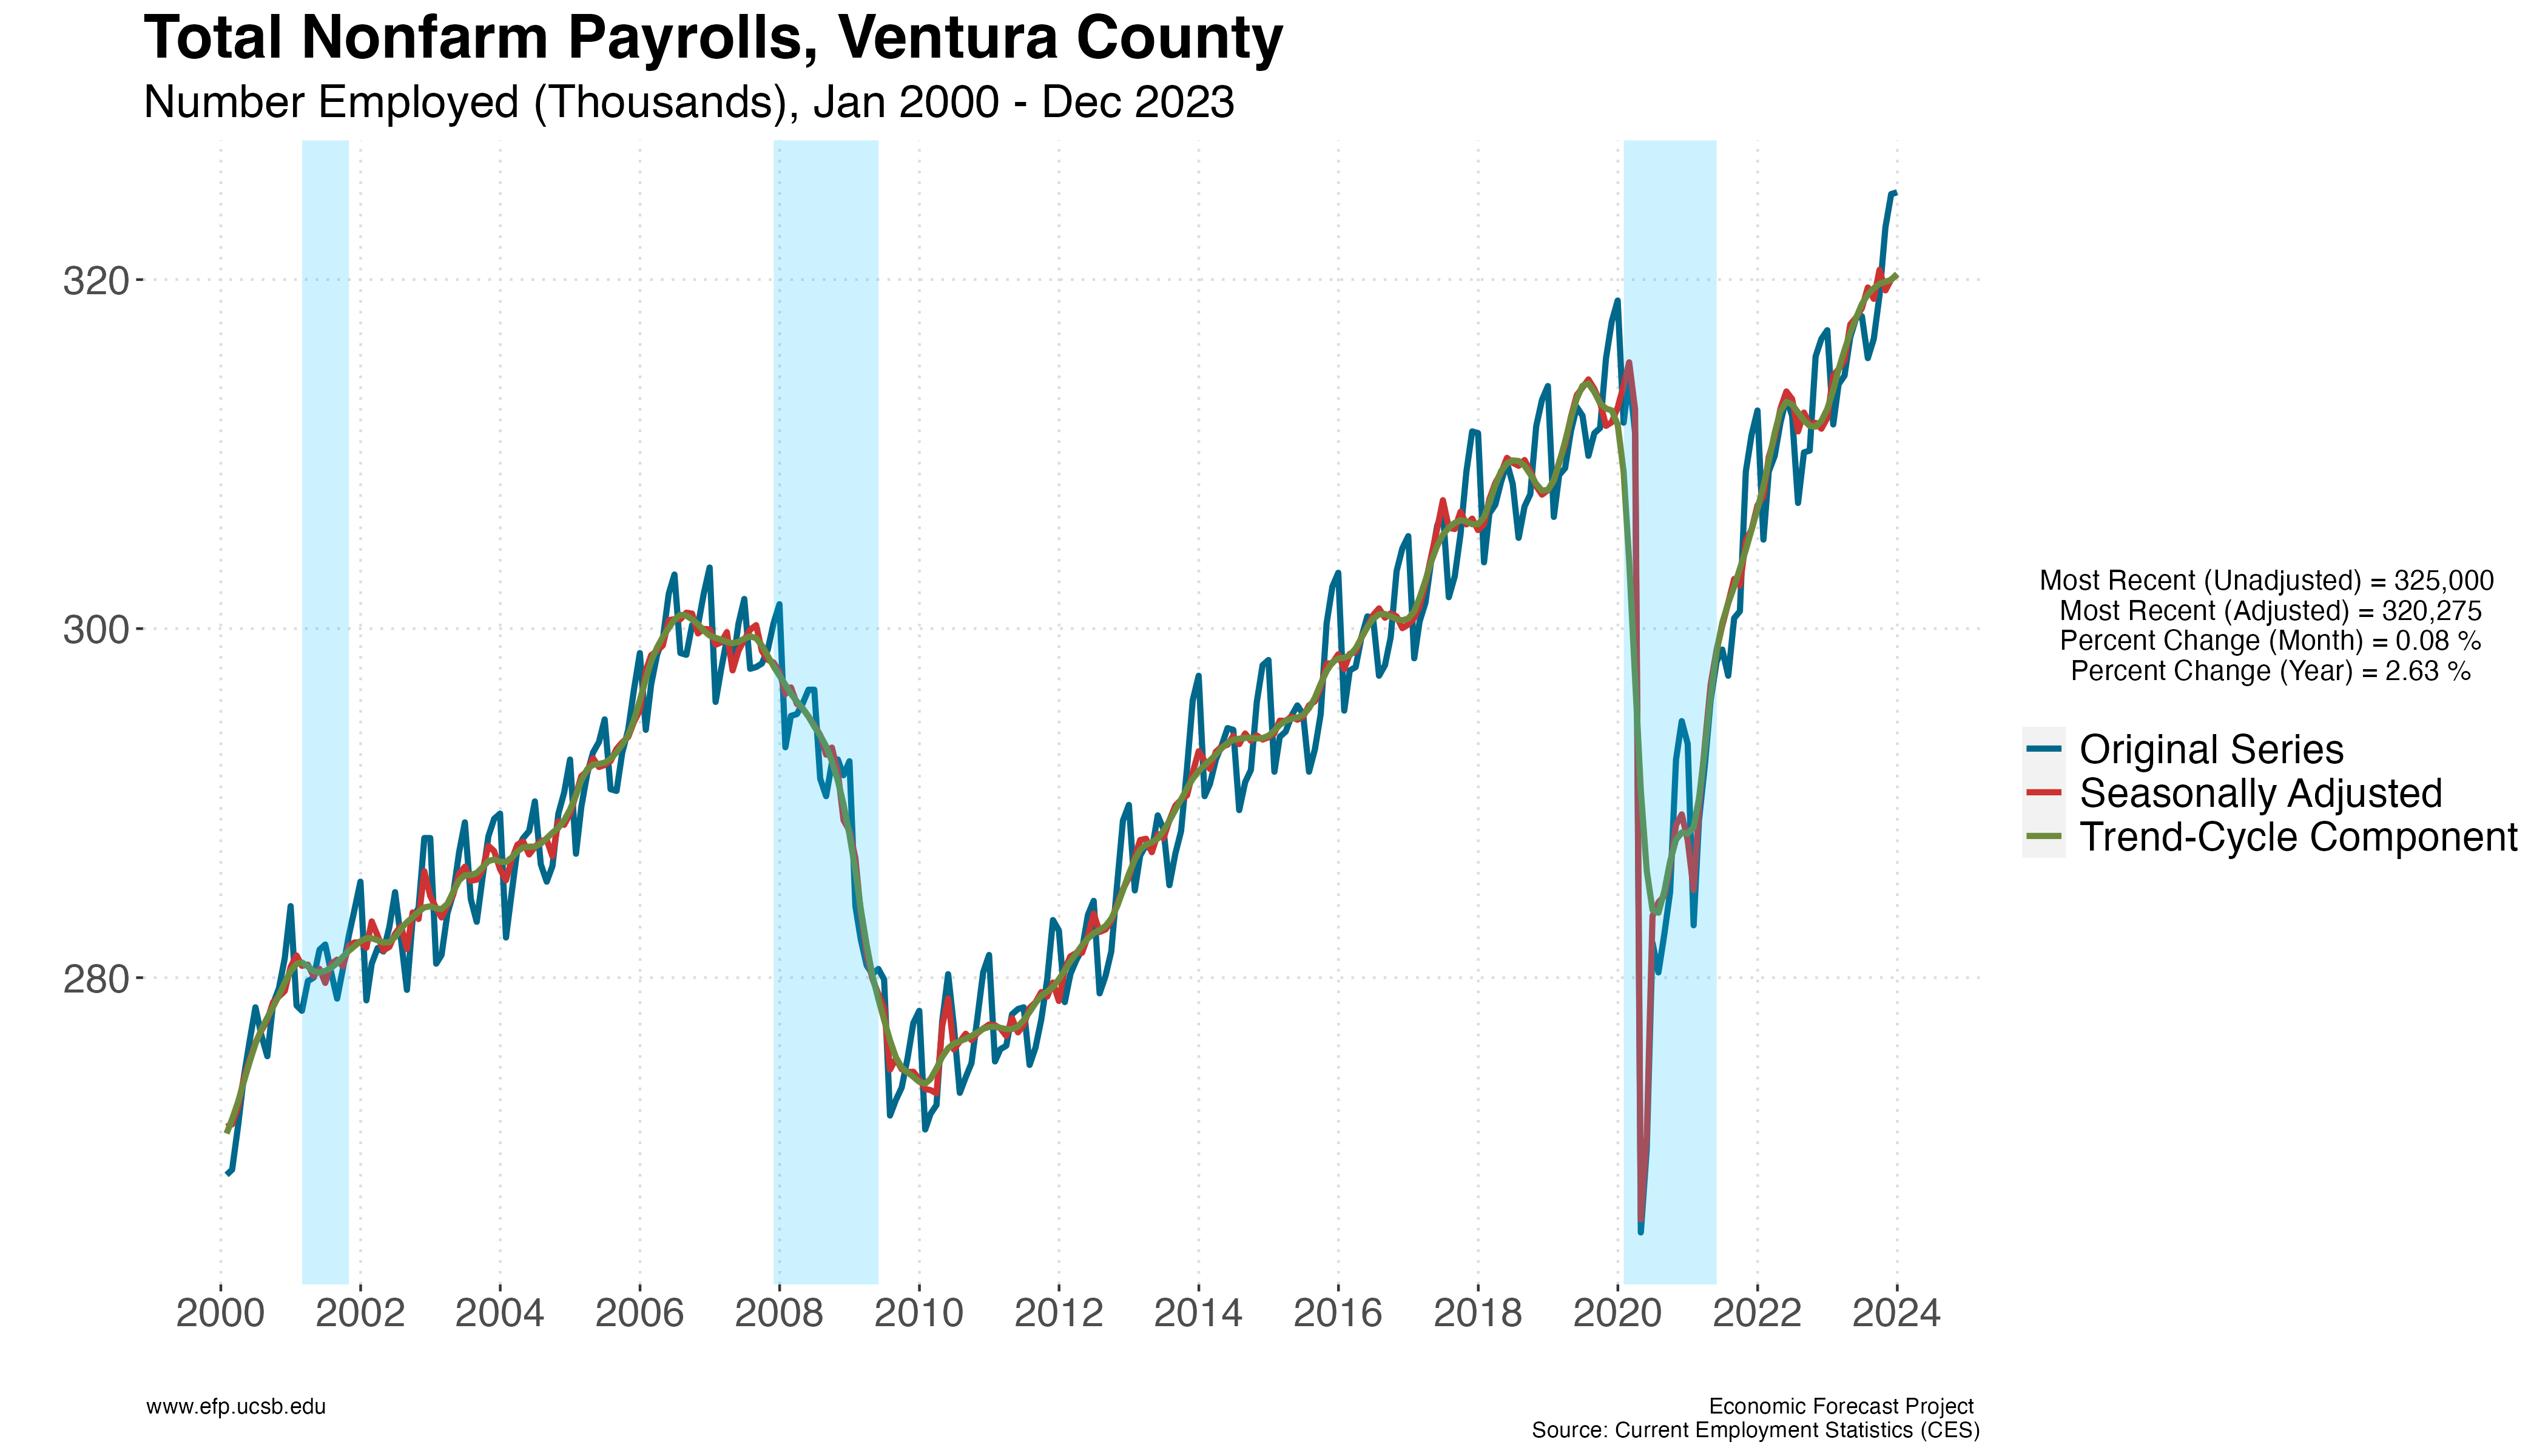 Total Nonfarm Payrolls, Ventura County
Number Employed (Thousands), Jan 2000 - Dec 2023
320
300
280
2000 2002 2004 2006 2008 2010 2012 2014 2016 2018 2020 2022 2024
Most Recent (Unadjusted) = 325,000
Most Recent (Adjusted) = 320,275
Percent Change (Month) = 0.08 %
Percent Change (Year) = 2.63 %
Original Series
Seasonally Adjusted
Trend-Cycle Component
www.efp.ucsb.edu
Economic Forecast Project
Source: Current Employment Statistics (CES)